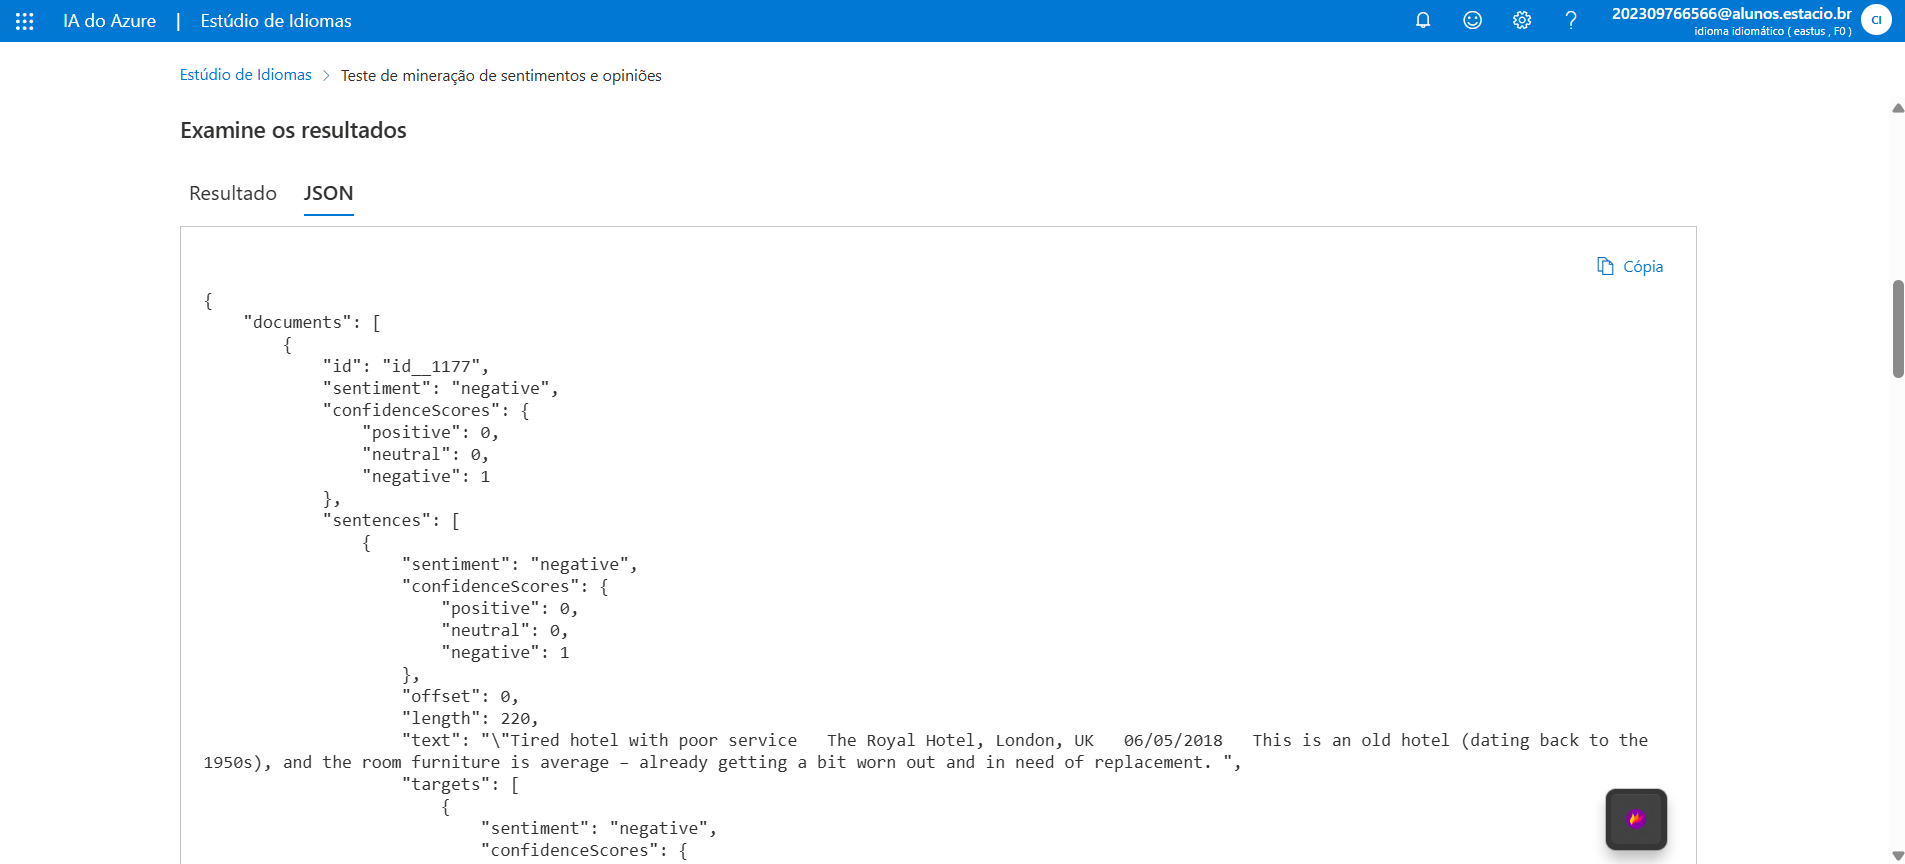 IA do Azure | Estúdio de Idiomas
202309766566@alunos.estacio.br
idioma idiomático ( eastus , F0 )
CI
Estúdio de Idiomas > Teste de mineração de sentimentos e opiniões
Examine os resultados
Resultado JSON
Cópia
{
    "documents": [
        {
            "id": "id__1177",
            "sentiment": "negative",
            "confidenceScores": {
                "positive": 0,
                "neutral": 0,
                "negative": 1
            },
            "sentences": [
                {
                    "sentiment": "negative",
                    "confidenceScores": {
                        "positive": 0,
                        "neutral": 0,
                        "negative": 1
                    },
                    "offset": 0,
                    "length": 220,
                    "text": "\"Tired hotel with poor service   The Royal Hotel, London, UK   06/05/2018   This is an old hotel (dating back to the
1950s), and the room furniture is average – already getting a bit worn out and in need of replacement. ",
                    "targets": [
                        {
                            "sentiment": "negative",
                            "confidenceScores": {